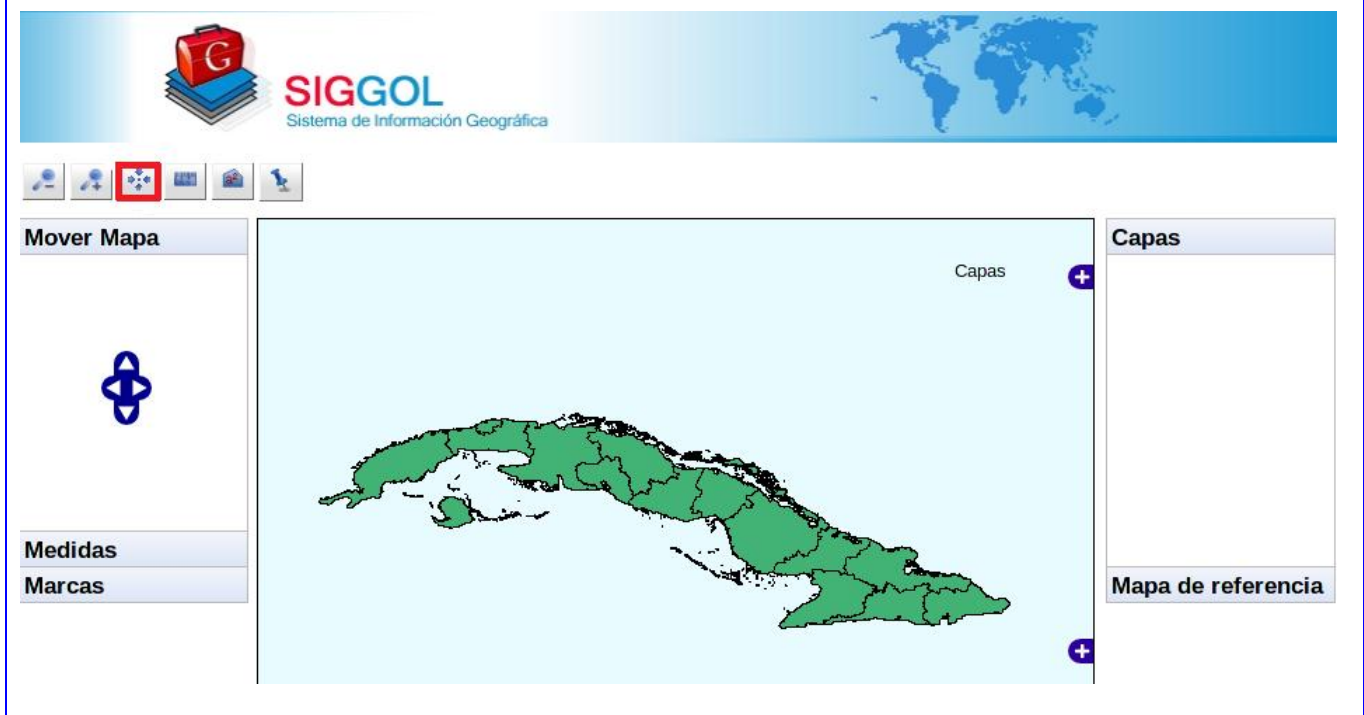 G
SIGGOL
Sistema de Información Geográfica
Mover Mapa
Capas
Capas
Medidas
Marcas
Mapa de referencia